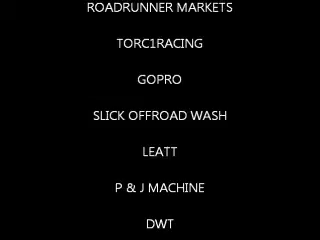 ROADRUNNER MARKETS
TORC1RACING
GOPRO
SLICK OFFROAD WASH
LEATT
P & J MACHINE
DWT